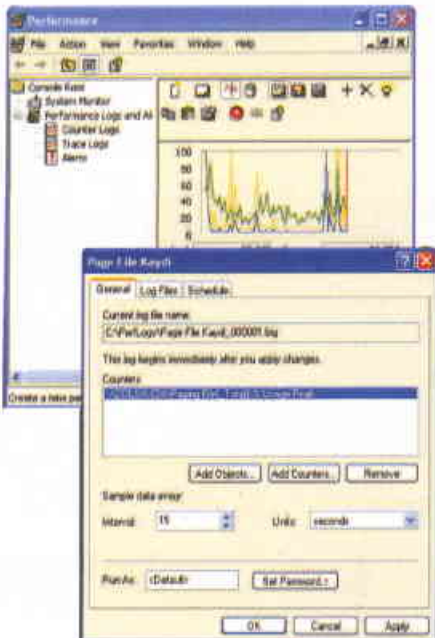 Performance
File Action View Favorites Window Help
Console Root
System Monitor
Performance Logs and Al
Counter Logs
Trace Logs
Alerts
100
80
60
40
20
0
Create a new pe
Page File Kaydi
General Log Files Schedule
Current log file name:
C:\PerfLogs\Page File Kaydi_000001.blg
This log begins immediately after you apply changes.
Counters:
Add Objects... Add Counters... Remove
Sample data every:
Interval: 15 Units: seconds
Run As: <Default> Set Password...
OK Cancel Apply